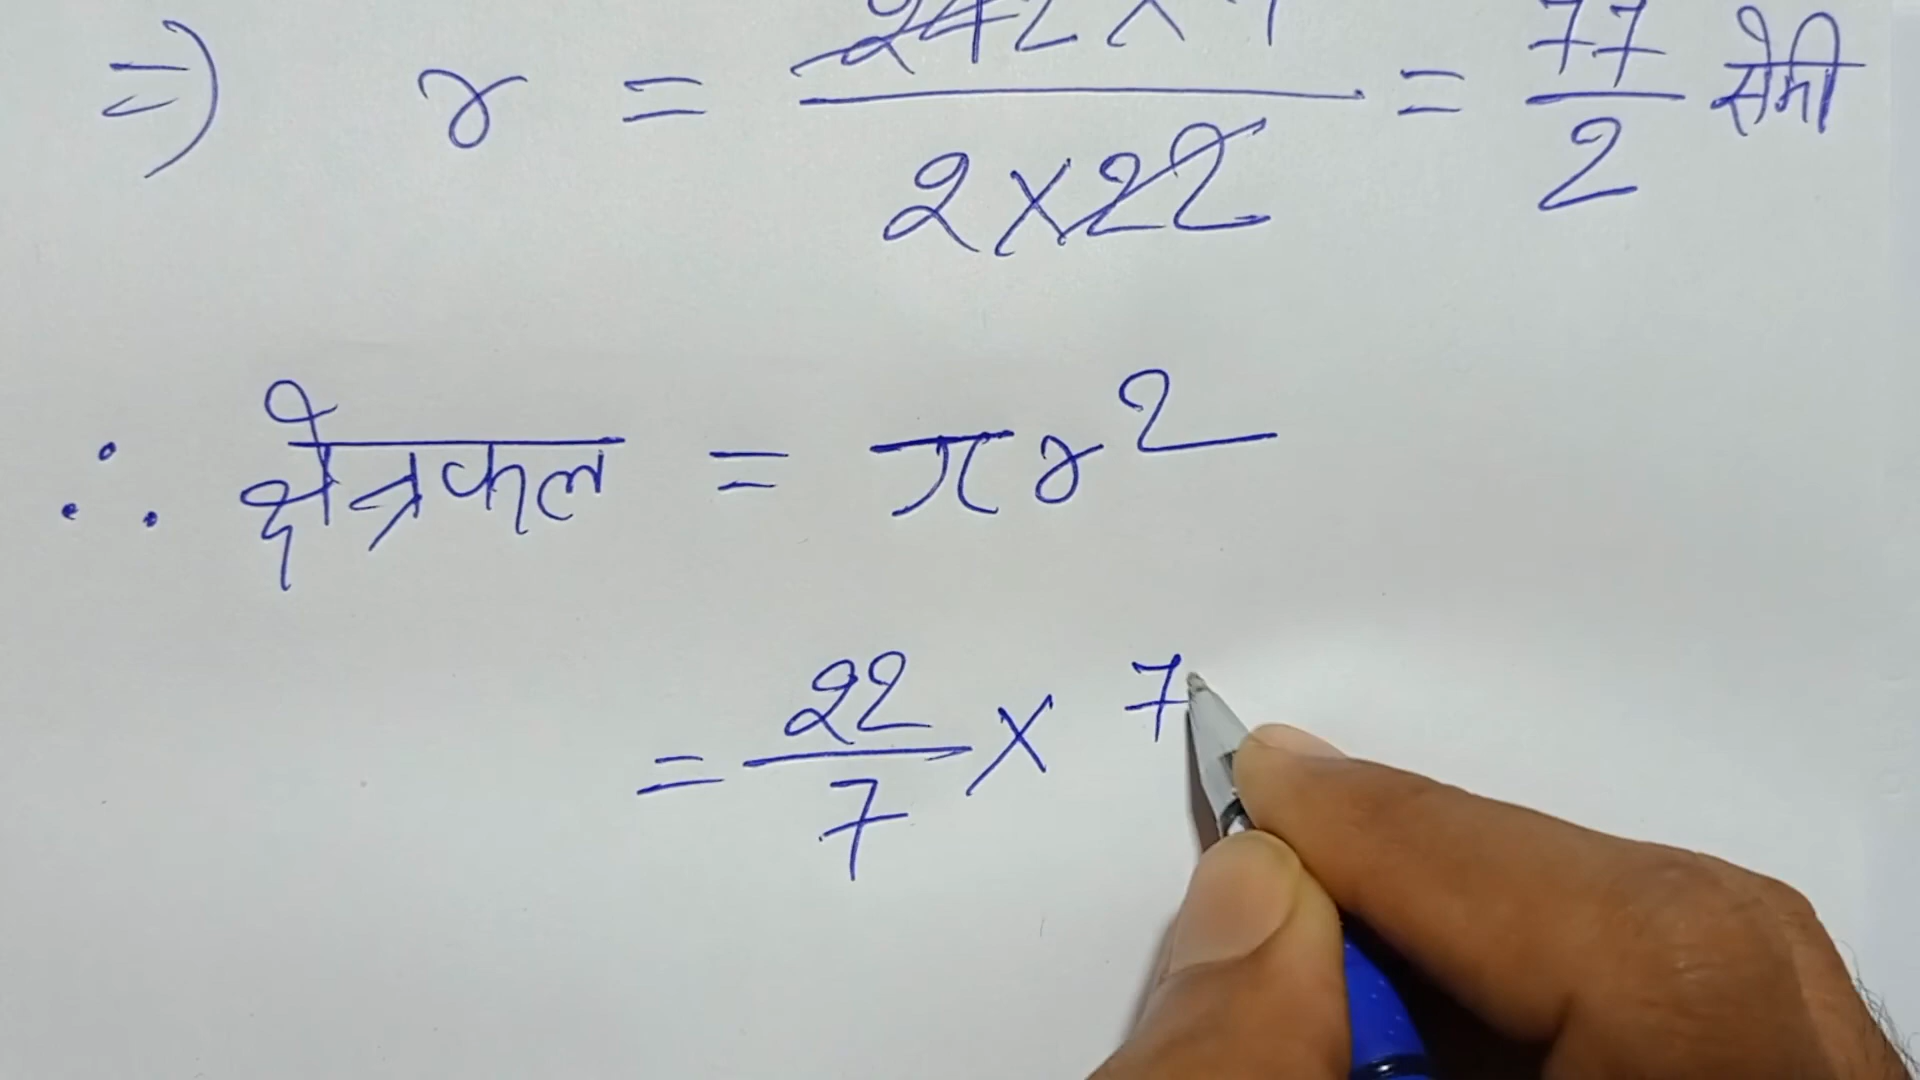 ⇒) r = 242 × 7 / 2 × 22 = 77 / 2 सेमी
∴ क्षेत्रफल = πr²
= 22 / 7 × 7